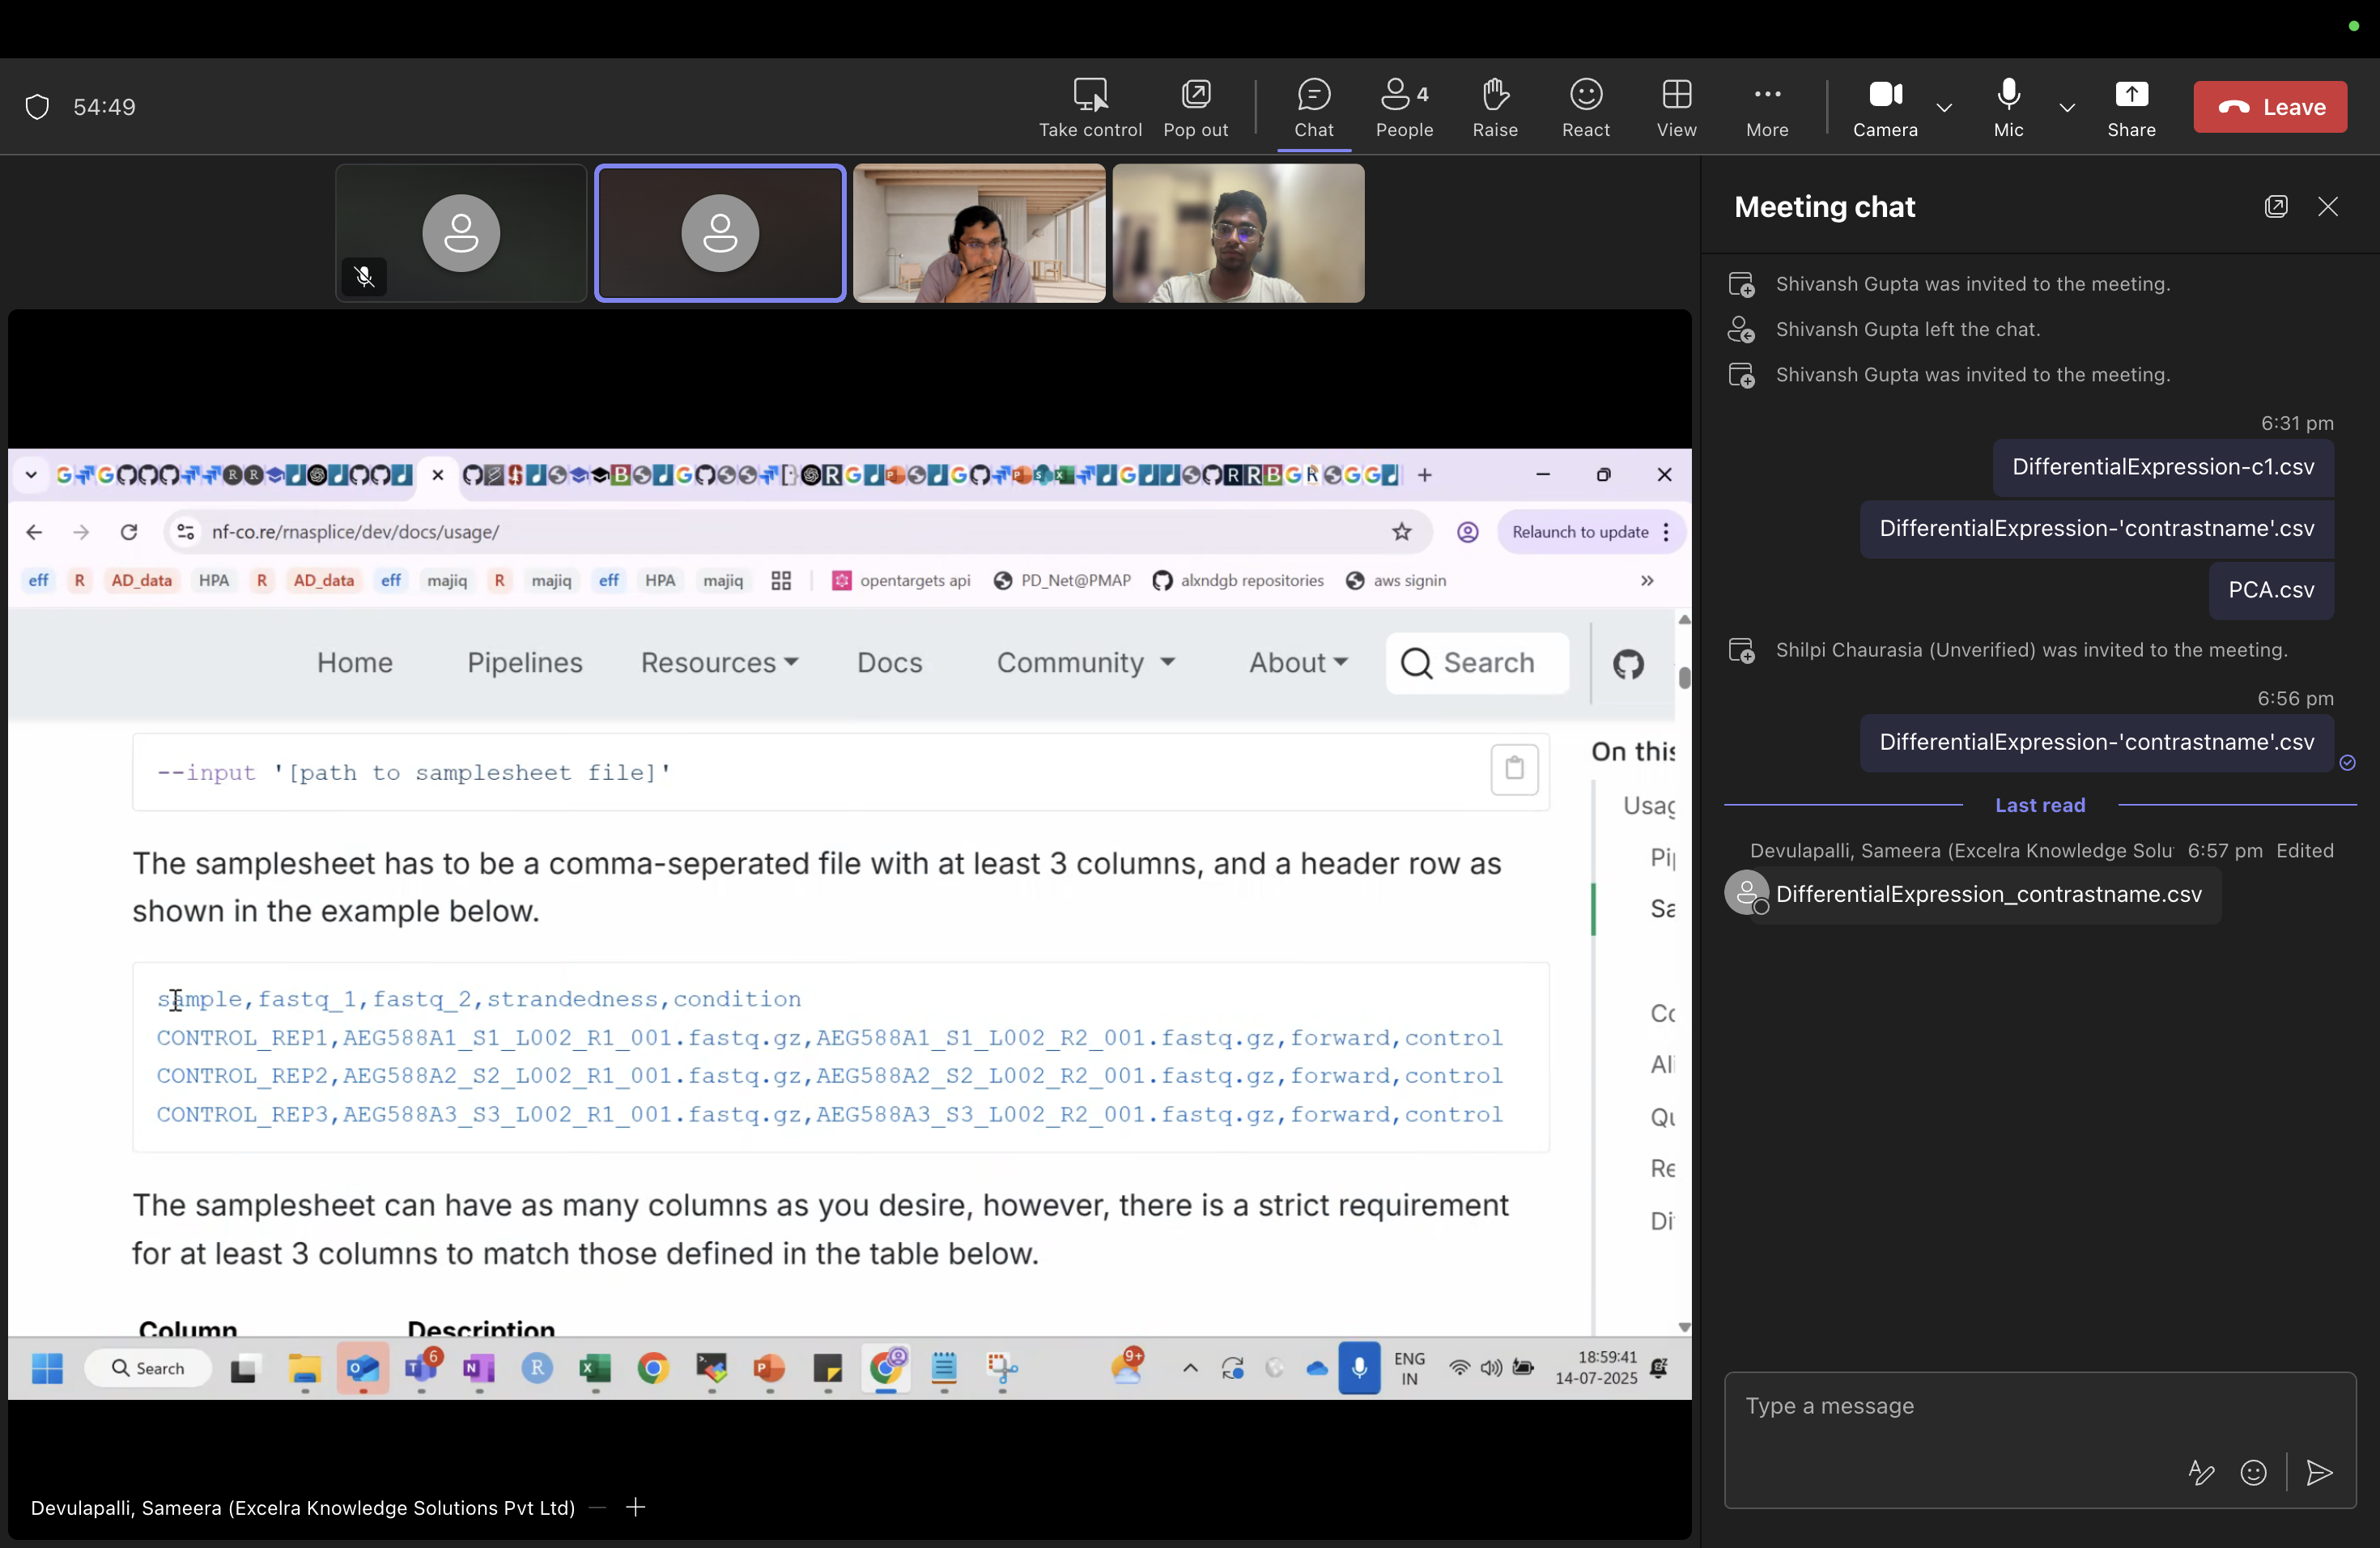 54:49
Take control
Pop out
Chat
4
People
Raise
React
View
More
Camera
Mic
Share
Leave
Meeting chat
Shivansh Gupta was invited to the meeting.
Shivansh Gupta left the chat.
Shivansh Gupta was invited to the meeting.
6:31 pm
DifferentialExpression-c1.csv
DifferentialExpression-'contrastname'.csv
PCA.csv
Shilpi Chaurasia (Unverified) was invited to the meeting.
6:56 pm
DifferentialExpression-'contrastname'.csv
Last read
Devulapalli, Sameera (Excelra Knowledge Solu 6:57 pm Edited
DifferentialExpression_contrastname.csv
Type a message
nf-co.re/rnasplice/dev/docs/usage/
Relaunch to update
eff R AD_data HPA R AD_data eff majiq R majiq eff HPA majiq opentargets api PD_Net@PMAP alxndgb repositories aws signin »
Home Pipelines Resources Docs Community About Search
--input '[path to samplesheet file]'
The samplesheet has to be a comma-seperated file with at least 3 columns, and a header row as
shown in the example below.
sample,fastq_1,fastq_2,strandedness,condition
CONTROL_REP1,AEG588A1_S1_L002_R1_001.fastq.gz,AEG588A1_S1_L002_R2_001.fastq.gz,forward,control
CONTROL_REP2,AEG588A2_S2_L002_R1_001.fastq.gz,AEG588A2_S2_L002_R2_001.fastq.gz,forward,control
CONTROL_REP3,AEG588A3_S3_L002_R1_001.fastq.gz,AEG588A3_S3_L002_R2_001.fastq.gz,forward,control
The samplesheet can have as many columns as you desire, however, there is a strict requirement
for at least 3 columns to match those defined in the table below.
Column Description
On this
Usag
Pi
Sa
Co
Ali
Qu
Re
Di
Search
6
9+
ENG
IN
18:59:41
14-07-2025
Devulapalli, Sameera (Excelra Knowledge Solutions Pvt Ltd)